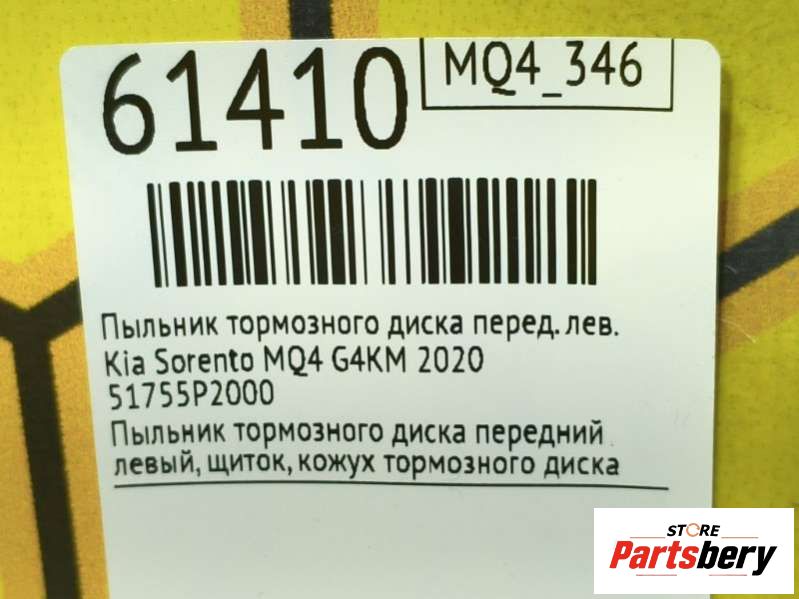 61410
MQ4_346
Пыльник тормозного диска перед. лев.
Kia Sorento MQ4 G4KM 2020
51755P2000
Пыльник тормозного диска передний
левый, щиток, кожух тормозного диска
STORE
Partsbery